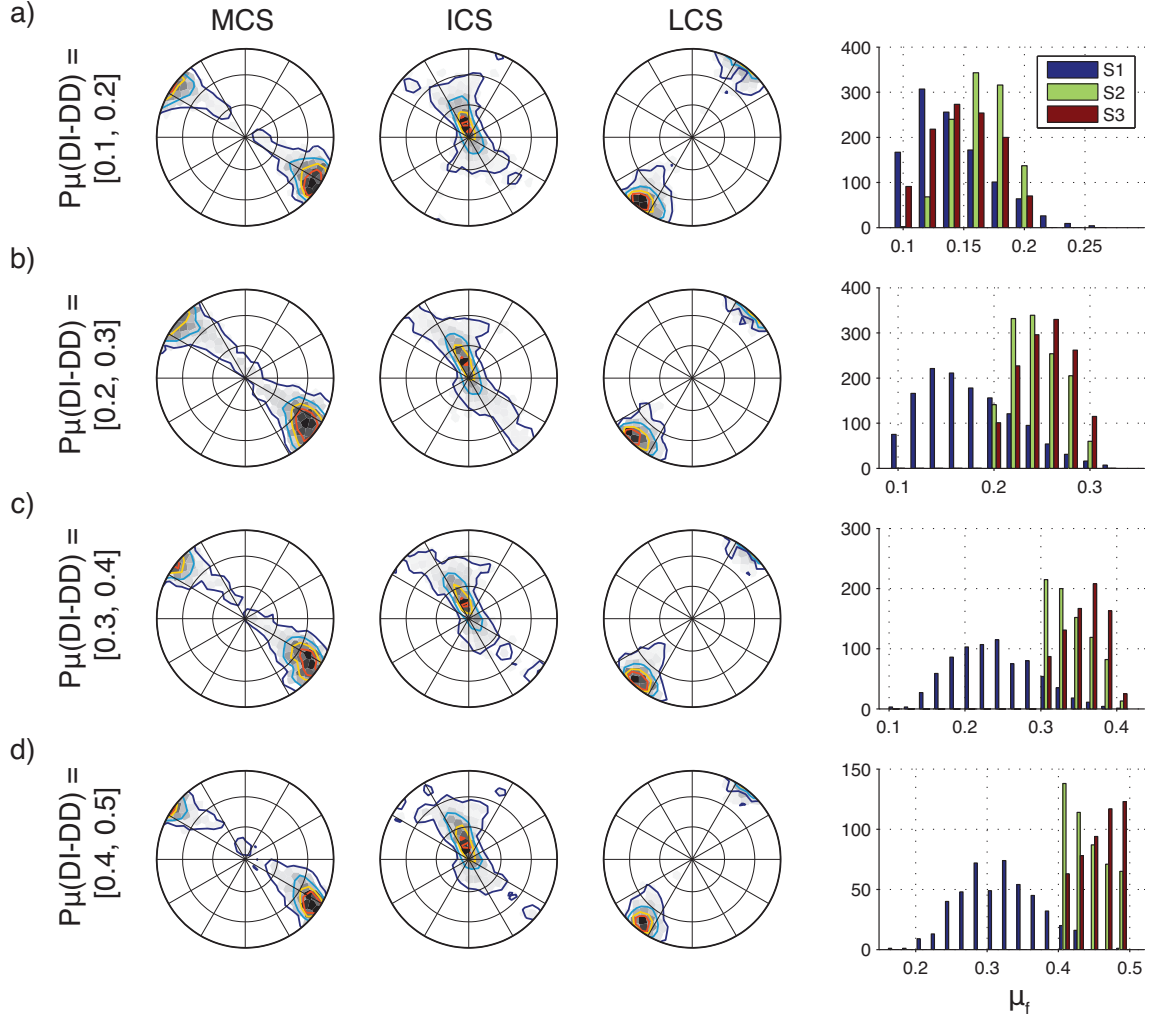 a)
MCS
ICS
LCS
Pμ(DI-DD) =
[0.1, 0.2]
400
300
200
100
0
0.1
0.15
0.2
0.25
S1
S2
S3
b)
Pμ(DI-DD) =
[0.2, 0.3]
400
300
200
100
0
0.1
0.2
0.3
c)
Pμ(DI-DD) =
[0.3, 0.4]
300
200
100
0
0.1
0.2
0.3
0.4
d)
Pμ(DI-DD) =
[0.4, 0.5]
150
100
50
0
0.2
0.3
0.4
0.5
μf